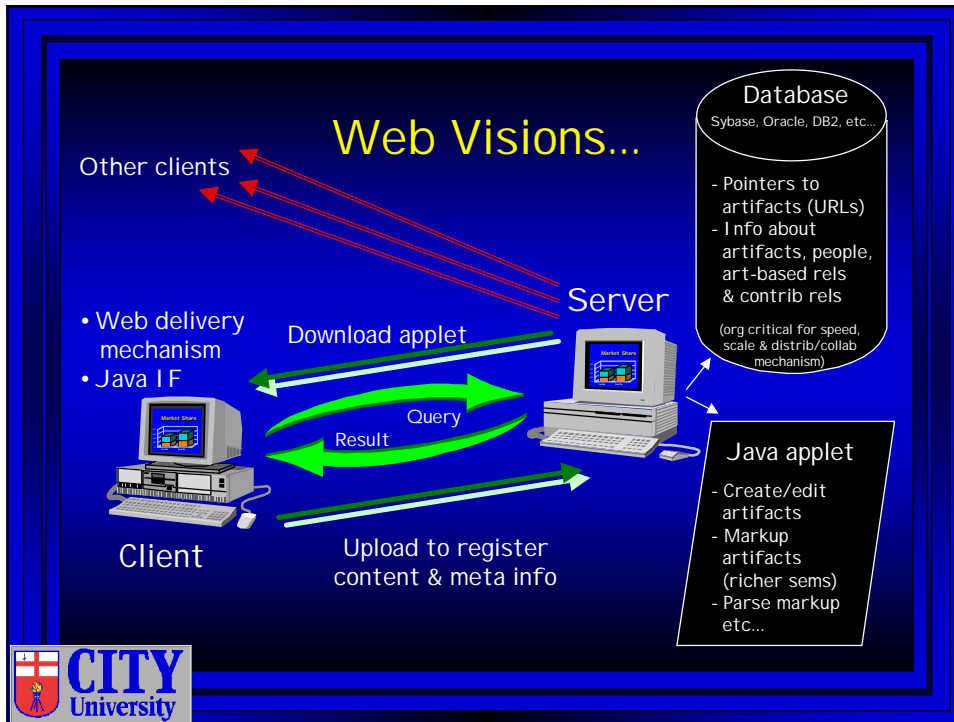 Web Visions...
Other clients
Database
Sybase, Oracle, DB2, etc...
- Pointers to
artifacts (URLs)
- Info about
artifacts, people,
art-based rels
& contrib rels
(org critical for speed,
scale & distrib/collab
mechanism)
Server
• Web delivery
mechanism
• Java IF
Download applet
Market Share
Query
Result
Market Share
Client
Upload to register
content & meta info
Java applet
- Create/edit
artifacts
- Markup
artifacts
(richer sems)
- Parse markup
etc...
CITY
University